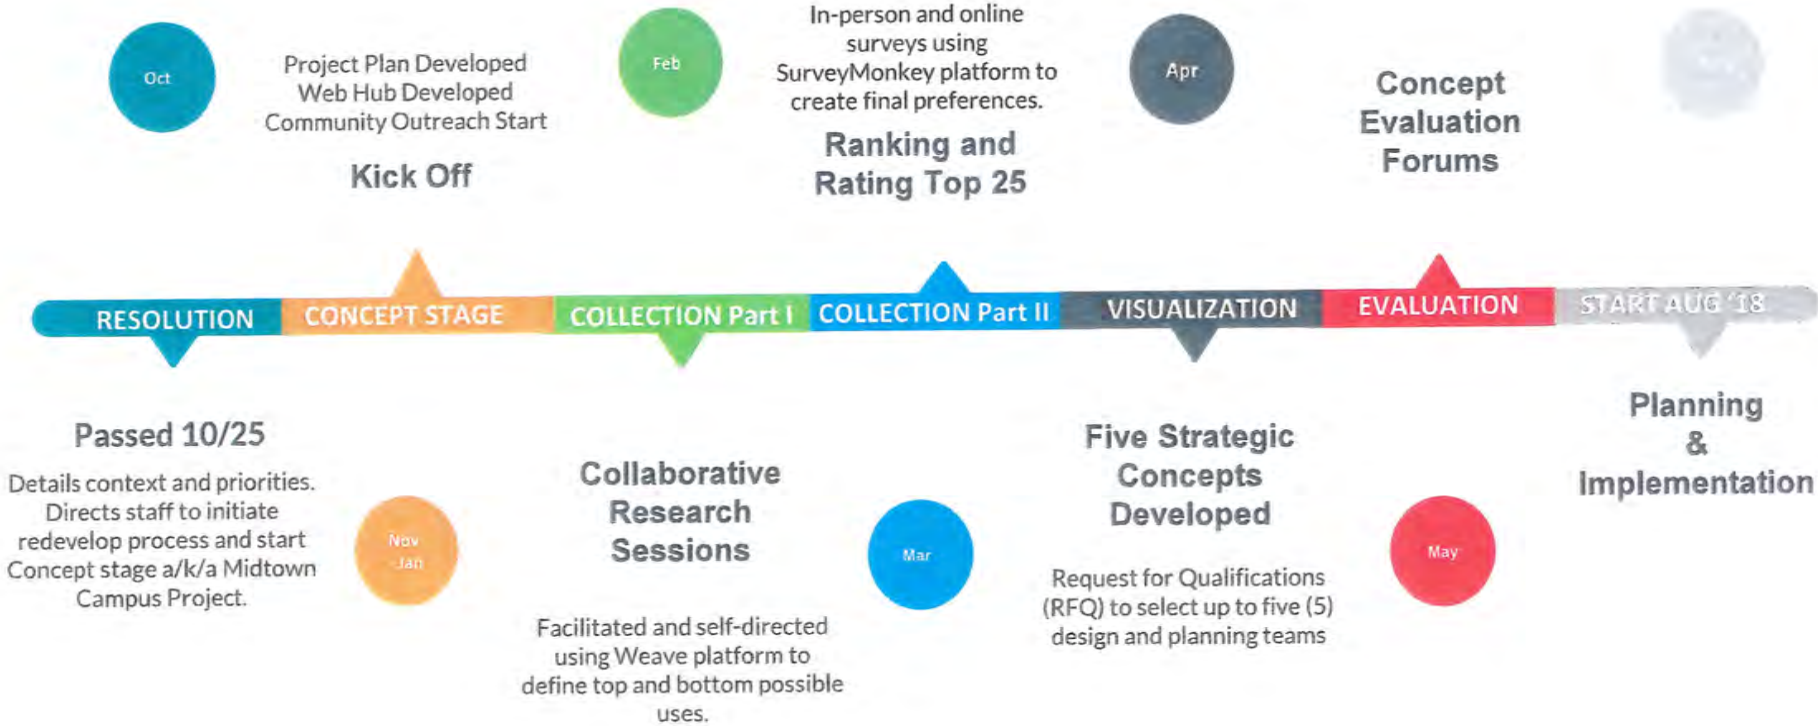 Oct
Project Plan Developed
Web Hub Developed
Community Outreach Start
Kick Off
Feb
In-person and online
surveys using
SurveyMonkey platform to
create final preferences.
Ranking and
Rating Top 25
Apr
Concept
Evaluation
Forums
RESOLUTION
CONCEPT STAGE
COLLECTION Part I
COLLECTION Part II
VISUALIZATION
EVALUATION
START AUG '18
Passed 10/25
Details context and priorities.
Directs staff to initiate
redevelop process and start
Concept stage a/k/a Midtown
Campus Project.
Nov
-Jan
Collaborative
Research
Sessions
Facilitated and self-directed
using Weave platform to
define top and bottom possible
uses.
Mar
Five Strategic
Concepts
Developed
Request for Qualifications
(RFQ) to select up to five (5)
design and planning teams
May
Planning
&
Implementation